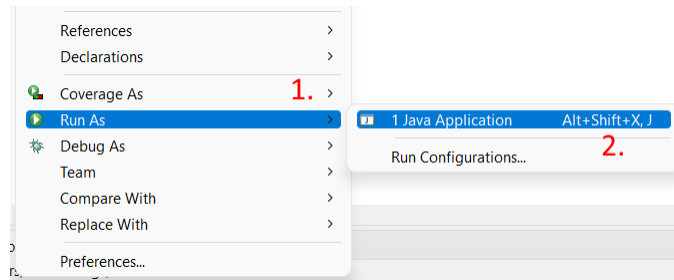 References
Declarations
Coverage As
1.
Run As
1 Java Application Alt+Shift+X, J
Debug As
2.
Run Configurations...
Team
Compare With
Replace With
Preferences...